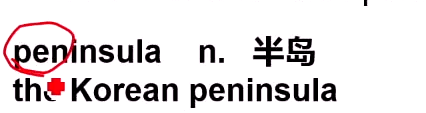 peninsula n. 半岛
the Korean peninsula